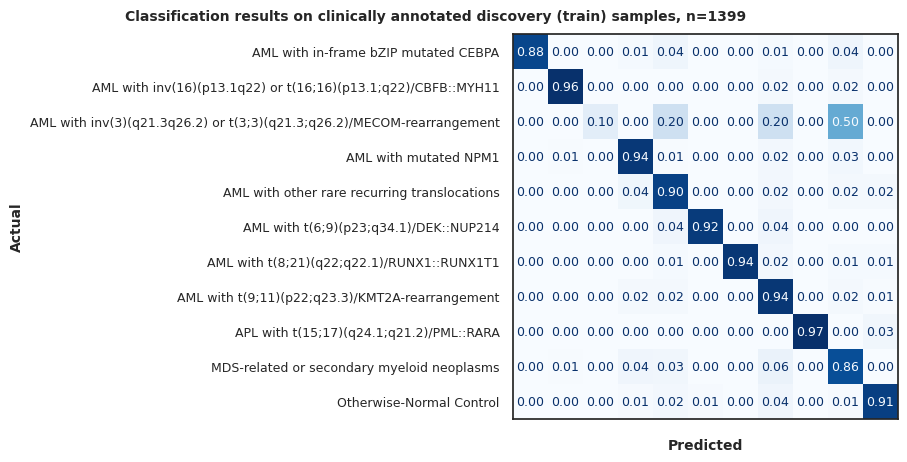 Classification results on clinically annotated discovery (train) samples, n=1399
AML with in-frame bZIP mutated CEBPA 0.88 0.00 0.00 0.01 0.04 0.00 0.00 0.01 0.00 0.04 0.00
AML with inv(16)(p13.1q22) or t(16;16)(p13.1;q22)/CBFB::MYH11 0.00 0.96 0.00 0.00 0.00 0.00 0.00 0.02 0.00 0.02 0.00
AML with inv(3)(q21.3q26.2) or t(3;3)(q21.3;q26.2)/MECOM-rearrangement 0.00 0.00 0.10 0.00 0.20 0.00 0.00 0.20 0.00 0.50 0.00
AML with mutated NPM1 0.00 0.01 0.00 0.94 0.01 0.00 0.00 0.02 0.00 0.03 0.00
AML with other rare recurring translocations 0.00 0.00 0.00 0.04 0.90 0.00 0.00 0.02 0.00 0.02 0.02
AML with t(6;9)(p23;q34.1)/DEK::NUP214 0.00 0.00 0.00 0.00 0.04 0.92 0.00 0.04 0.00 0.00 0.00
AML with t(8;21)(q22;q22.1)/RUNX1::RUNX1T1 0.00 0.00 0.00 0.00 0.01 0.00 0.94 0.02 0.00 0.01 0.01
AML with t(9;11)(p22;q23.3)/KMT2A-rearrangement 0.00 0.00 0.00 0.02 0.02 0.00 0.00 0.94 0.00 0.02 0.01
APL with t(15;17)(q24.1;q21.2)/PML::RARA 0.00 0.00 0.00 0.00 0.00 0.00 0.00 0.00 0.97 0.00 0.03
MDS-related or secondary myeloid neoplasms 0.00 0.01 0.00 0.04 0.03 0.00 0.00 0.06 0.00 0.86 0.00
Otherwise-Normal Control 0.00 0.00 0.00 0.01 0.02 0.01 0.00 0.04 0.00 0.01 0.91
Actual
Predicted